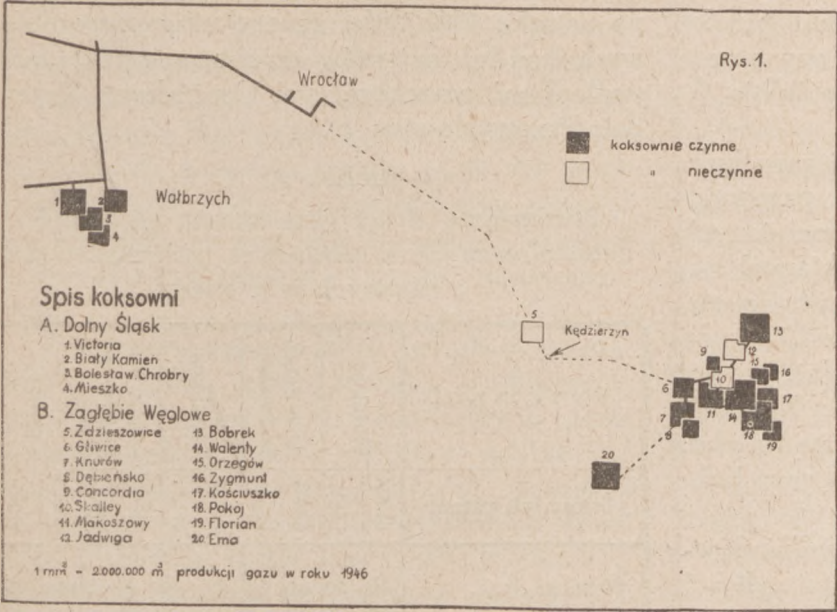 Rys. 1.
Wrocław
koksownie czynne
" nieczynne
Wałbrzych
1
2
3
4
Spis koksowni
A. Dolny Śląsk
1. Victoria
2. Biały Kamien
3. Bolesław Chrobry
4. Mieszko
B. Zagłębie Węglowe
5. Zdzieszowice
6. Gliwice
7. Knurów
8. Dębieńsko
9. Concordia
10. Skalley
11. Makoszowy
12. Jadwiga
13. Bobrek
14. Walenty
15. Orzegów
16. Zygmunt
17. Kościuszko
18. Pokoj
19. Florian
20. Ema
5
Kędzierzyn
13
12
9
15
16
10
6
17
11
14
7
8
18
19
20
1 mm² - 2.000.000 m³ produkcji gazu w roku 1946